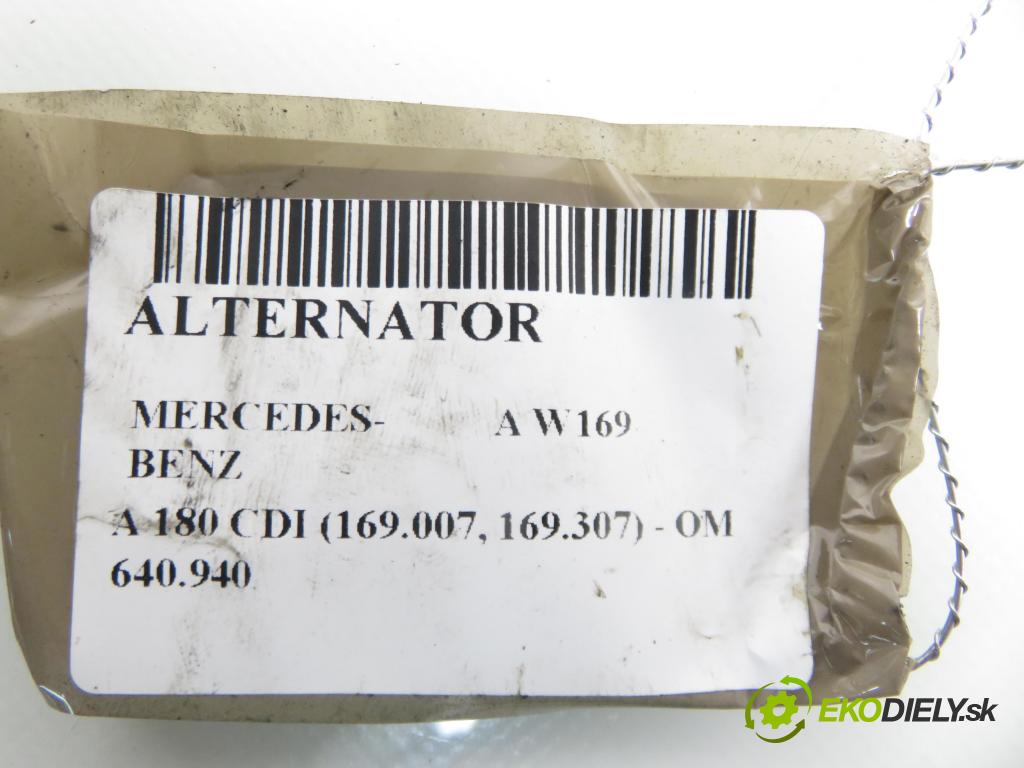 ALTERNATOR
MERCEDES- A W169
BENZ
A 180 CDI (169.007, 169.307) - OM
640.940
EKODIELY.sk